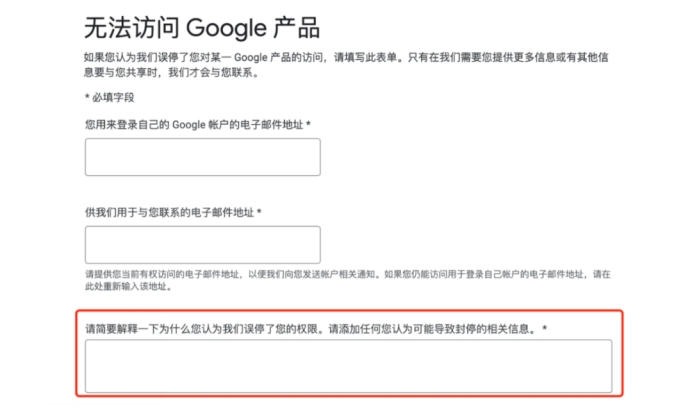 无法访问 Google 产品
如果您认为我们误停了您对某一 Google 产品的访问，请填写此表单。只有在我们需要您提供更多信息或有其他信
息要与您共享时，我们才会与您联系。
* 必填字段
您用来登录自己的 Google 帐户的电子邮件地址 *
供我们用于与您联系的电子邮件地址 *
请提供您当前有权访问的电子邮件地址，以便我们向您发送帐户相关通知。如果您仍能访问用于登录自己帐户的电子邮件地址，请在
此处重新输入该地址。
请简要解释一下为什么您认为我们误停了您的权限。请添加任何您认为可能导致封停的相关信息。 *